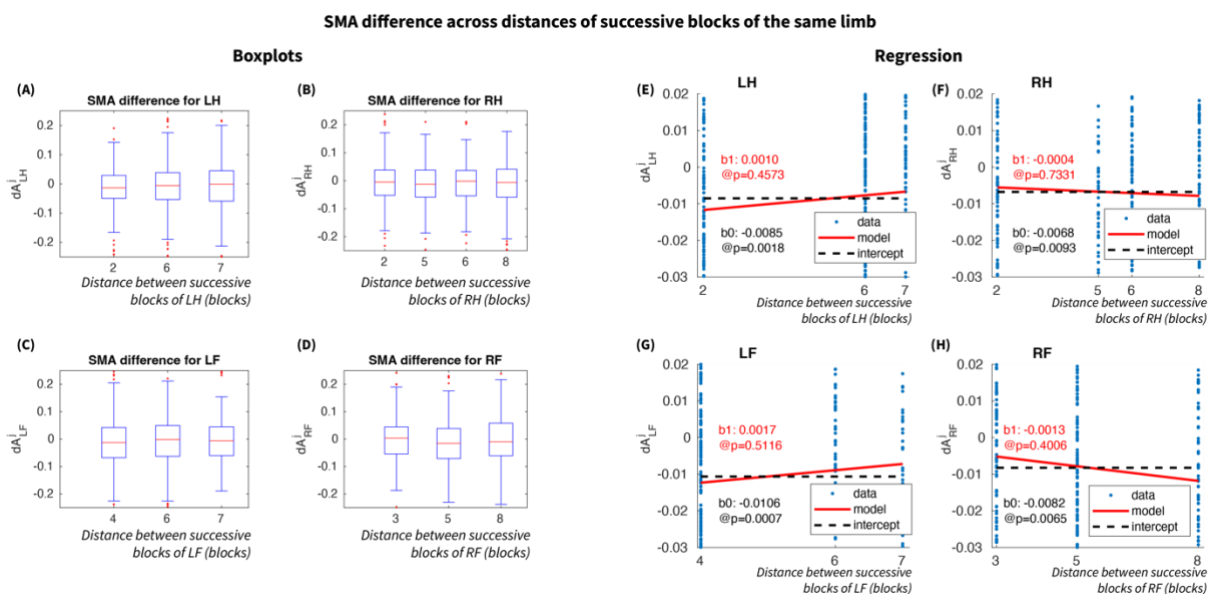 SMA difference across distances of successive blocks of the same limb
Boxplots
Regression
(A)
SMA difference for LH
0.2
0.1
0
-0.1
-0.2
dA^j_LH
2 6 7
Distance between successive
blocks of LH (blocks)
(B)
SMA difference for RH
0.2
0.1
0
-0.1
-0.2
dA^j_RH
2 5 6 8
Distance between successive
blocks of RH (blocks)
(C)
SMA difference for LF
0.2
0.1
0
-0.1
-0.2
dA^j_LF
4 6 7
Distance between successive
blocks of LF (blocks)
(D)
SMA difference for RF
0.2
0.1
0
-0.1
-0.2
dA^j_RF
3 5 8
Distance between successive
blocks of RF (blocks)
(E)
LH
0.02
0.01
0
-0.01
-0.02
-0.03
dA^j_LH
b1: 0.0010
@p=0.4573
b0: -0.0085
@p=0.0018
data
model
intercept
2 6 7
Distance between successive
blocks of LH (blocks)
(F)
RH
0.02
0.01
0
-0.01
-0.02
-0.03
dA^j_RH
b1: -0.0004
@p=0.7331
b0: -0.0068
@p=0.0093
data
model
intercept
2 5 6 8
Distance between successive
blocks of RH (blocks)
(G)
LF
0.02
0.01
0
-0.01
-0.02
-0.03
dA^j_LF
b1: 0.0017
@p=0.5116
b0: -0.0106
@p=0.0007
data
model
intercept
4 6 7
Distance between successive
blocks of LF (blocks)
(H)
RF
0.02
0.01
0
-0.01
-0.02
-0.03
dA^j_RF
b1: -0.0013
@p=0.4006
b0: -0.0082
@p=0.0065
data
model
intercept
3 5 8
Distance between successive
blocks of RF (blocks)